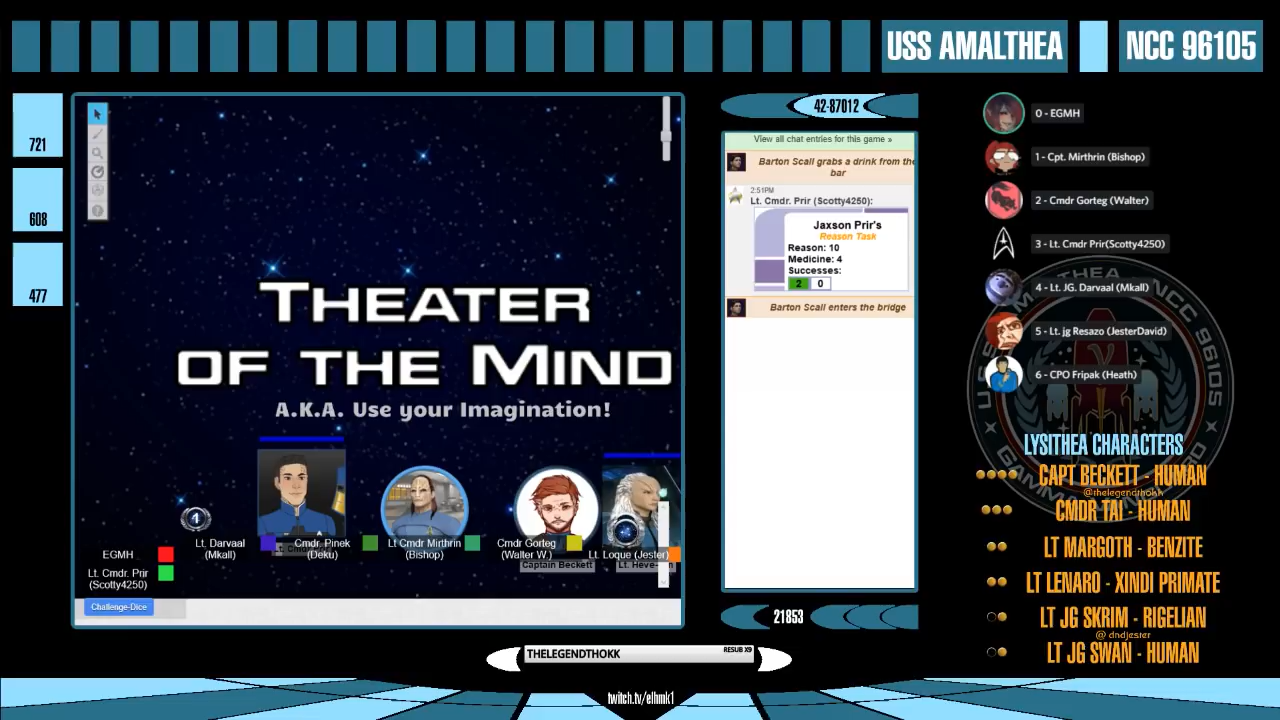 USS AMALTHEA
NCC 96105
721
608
477
THEATER
OF THE MIND
A.K.A. Use your Imagination!
4
EGMH
Lt. Cmdr. Prir
(Scotty4250)
Lt. Darvaal
(Mkall)
Cmdr. Pinek
(Deku)
Lt Cmdr Mirthrin
(Bishop)
Cmdr Gorteg
(Walter W.)
Captain Beckett
Lt. Loque (Jester)
Challenge-Dice
42-87012
View all chat entries for this game »
Barton Scall grabs a drink from the
bar
2:51PM
Lt. Cmdr. Prir (Scotty4250):
Jaxson Prir's
Reason Task
Reason: 10
Medicine: 4
Successes:
2 0
Barton Scall enters the bridge
21853
0 - EGMH
1 - Cpt. Mirthrin (Bishop)
2 - Cmdr Gorteg (Walter)
3 - Lt. Cmdr Prir(Scotty4250)
4 - Lt. JG. Darvaal (Mkall)
5 - Lt. jg Resazo (JesterDavid)
6 - CPO Fripak (Heath)
LYSITHEA CHARACTERS
CAPT BECKETT - HUMAN
@thelegendthokk
CMDR TAI - HUMAN
LT MARGOTH - BENZITE
LT LENARO - XINDI PRIMATE
LT JG SKRIM - RIGELIAN
@dndjester
LT JG SWAN - HUMAN
THELEGENDTHOKK
RESUB X9
twitch.tv/elhmk1